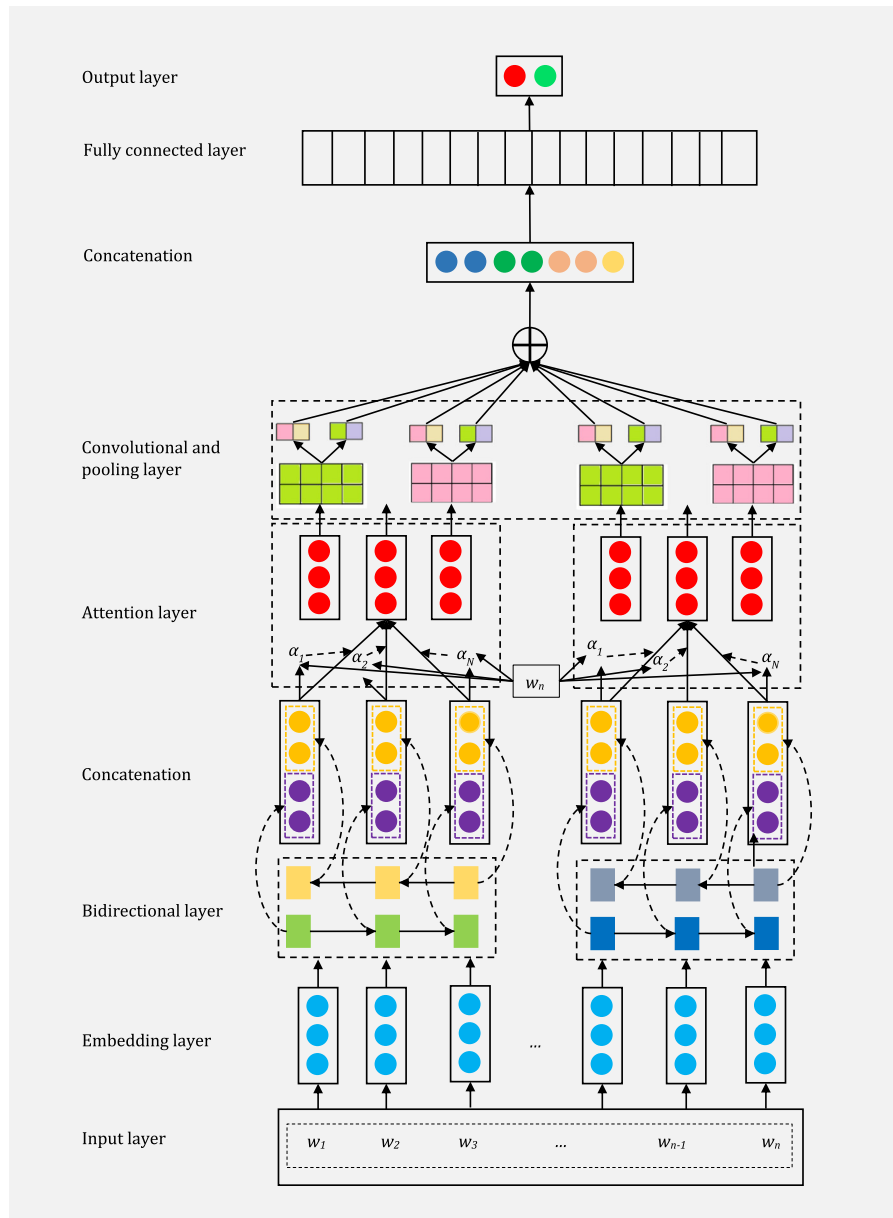 Output layer
Fully connected layer
Concatenation
Convolutional and
pooling layer
Attention layer
α1 α2 αN wn α1 α2 αN
Concatenation
Bidirectional layer
Embedding layer
...
Input layer
w1 w2 w3 ... wn-1 wn